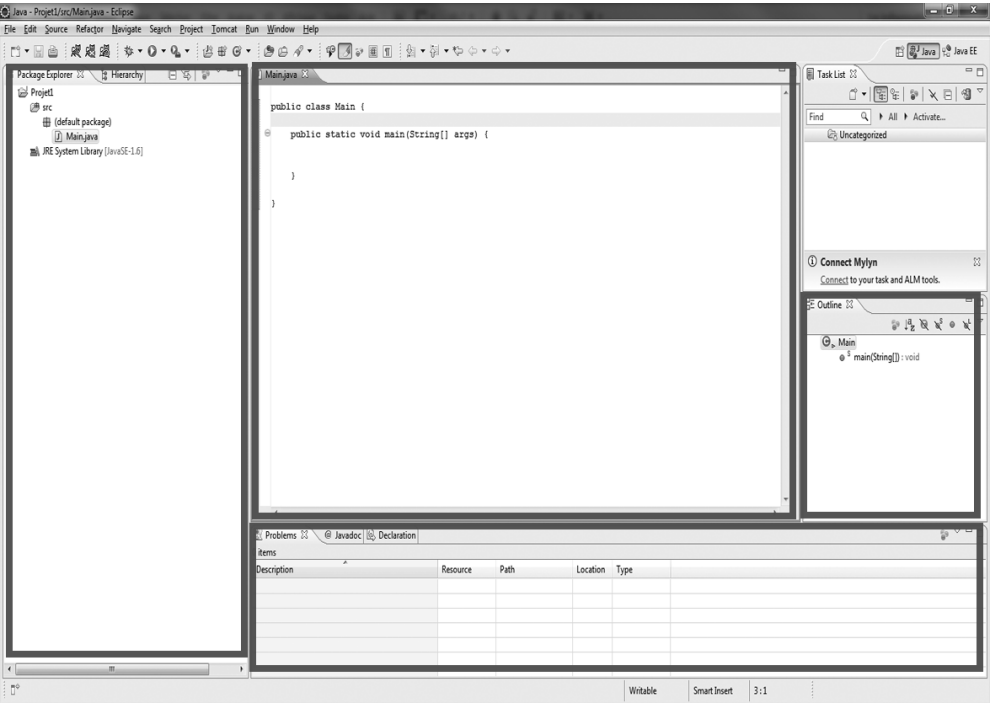 Java - Projet1/src/Main.java - Eclipse
File Edit Source Refactor Navigate Search Project Tomcat Run Window Help
Java Java EE
Package Explorer Hierarchy
Projet1
src
(default package)
Main.java
JRE System Library [JavaSE-1.6]
Main.java
public class Main {
public static void main(String[] args) {
}
}
Task List
Find All Activate...
Uncategorized
Connect Mylyn
Connect to your task and ALM tools.
Outline
Main
main(String[]) : void
Problems @ Javadoc Declaration
items
Description Resource Path Location Type
Writable Smart Insert 3 : 1